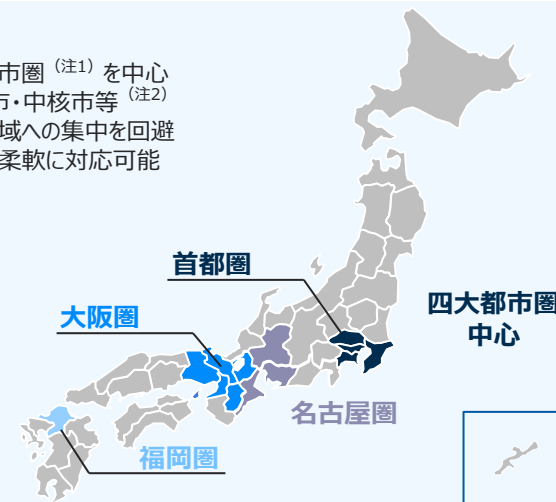 市圏（注1）を中心
市・中核市等（注2）
域への集中を回避
柔軟に対応可能
首都圏
四大都市圏
中心
大阪圏
名古屋圏
福岡圏